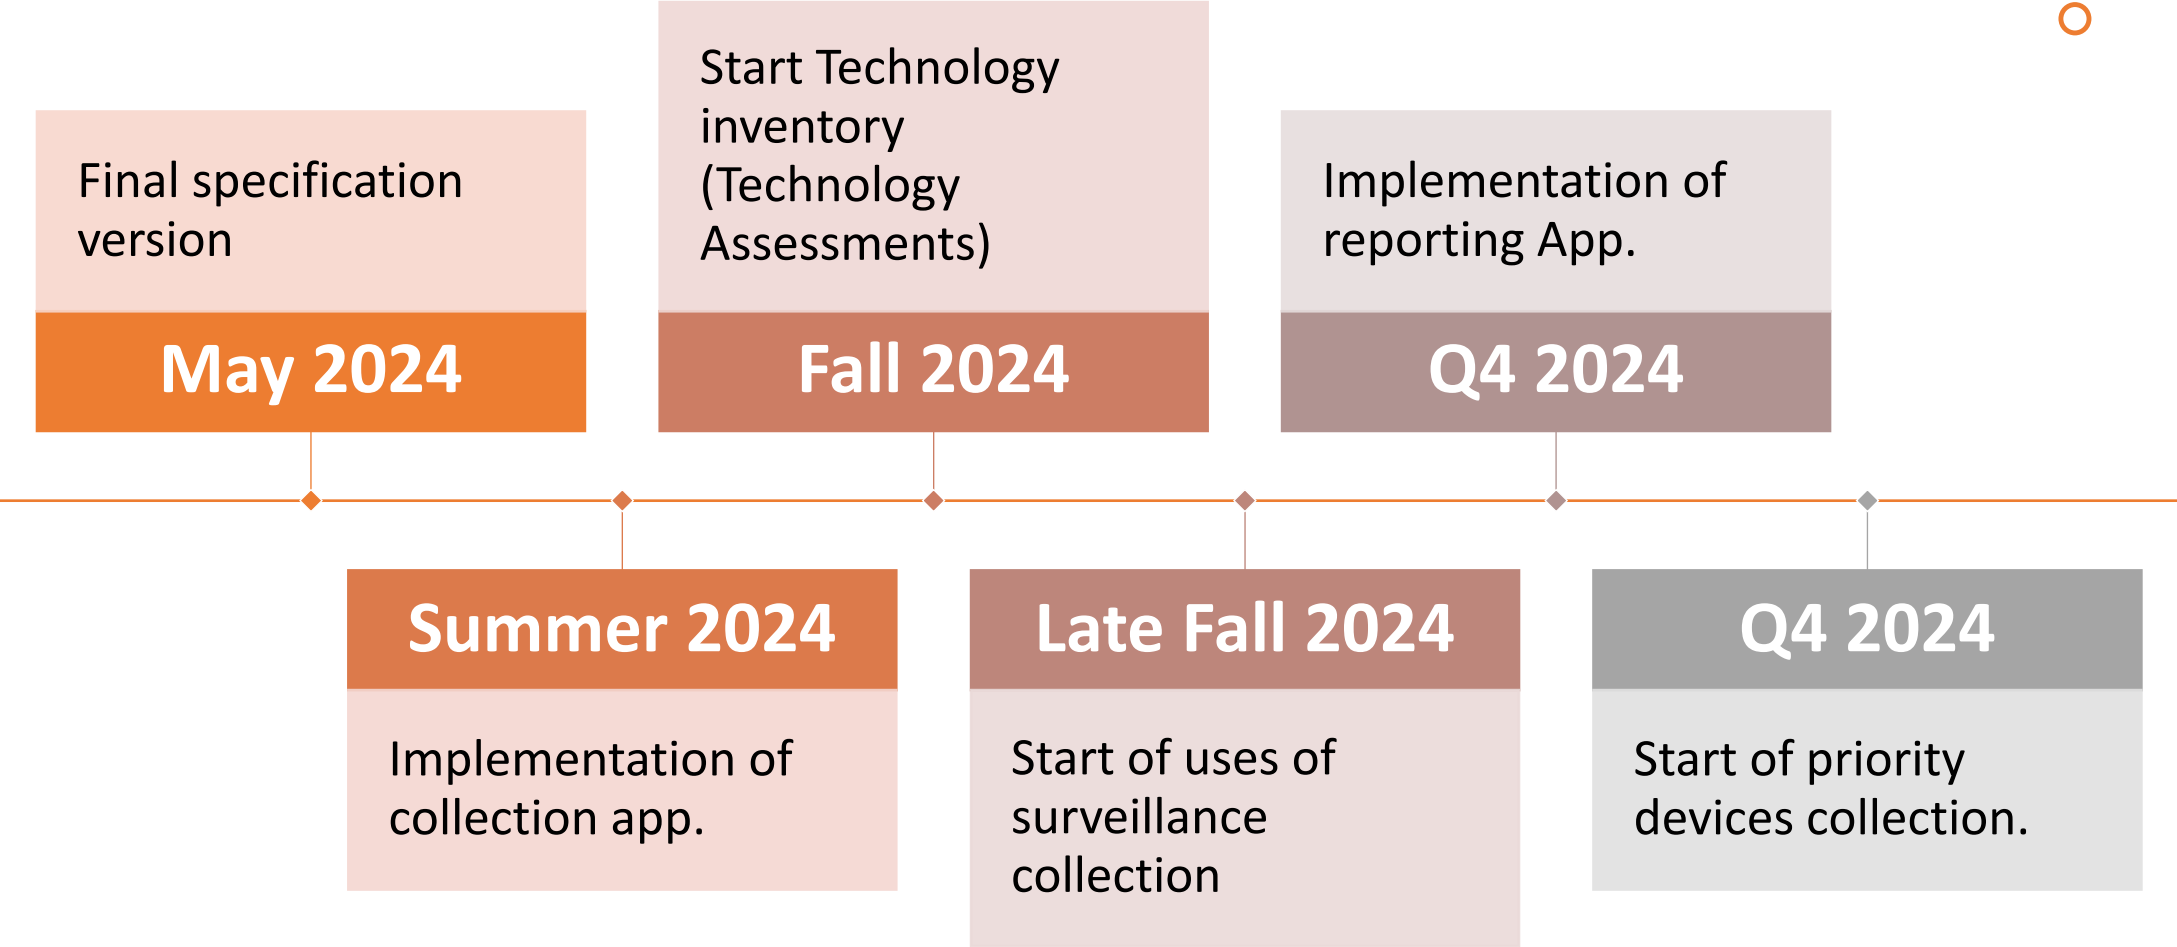 Final specification
version
May 2024
Summer 2024
Implementation of
collection app.
Start Technology
inventory
(Technology
Assessments)
Fall 2024
Late Fall 2024
Start of uses of
surveillance
collection
Implementation of
reporting App.
Q4 2024
Q4 2024
Start of priority
devices collection.